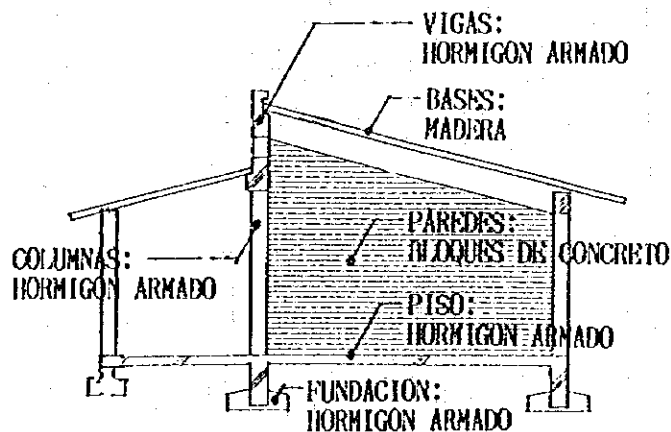 VIGAS:
HORMIGON ARMADO
BASES:
MADERA
PAREDES:
BLOQUES DE CONCRETO
COLUMNAS:
HORMIGON ARMADO
PISO:
HORMIGON ARMADO
FUNDACION:
HORMIGON ARMADO